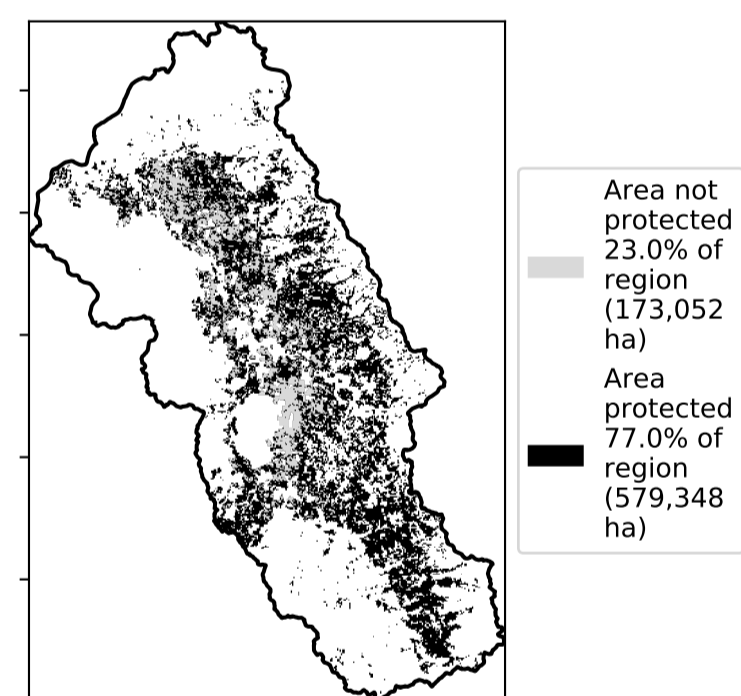 Area not
protected
23.0% of
region
(173,052
ha)
Area
protected
77.0% of
region
(579,348
ha)